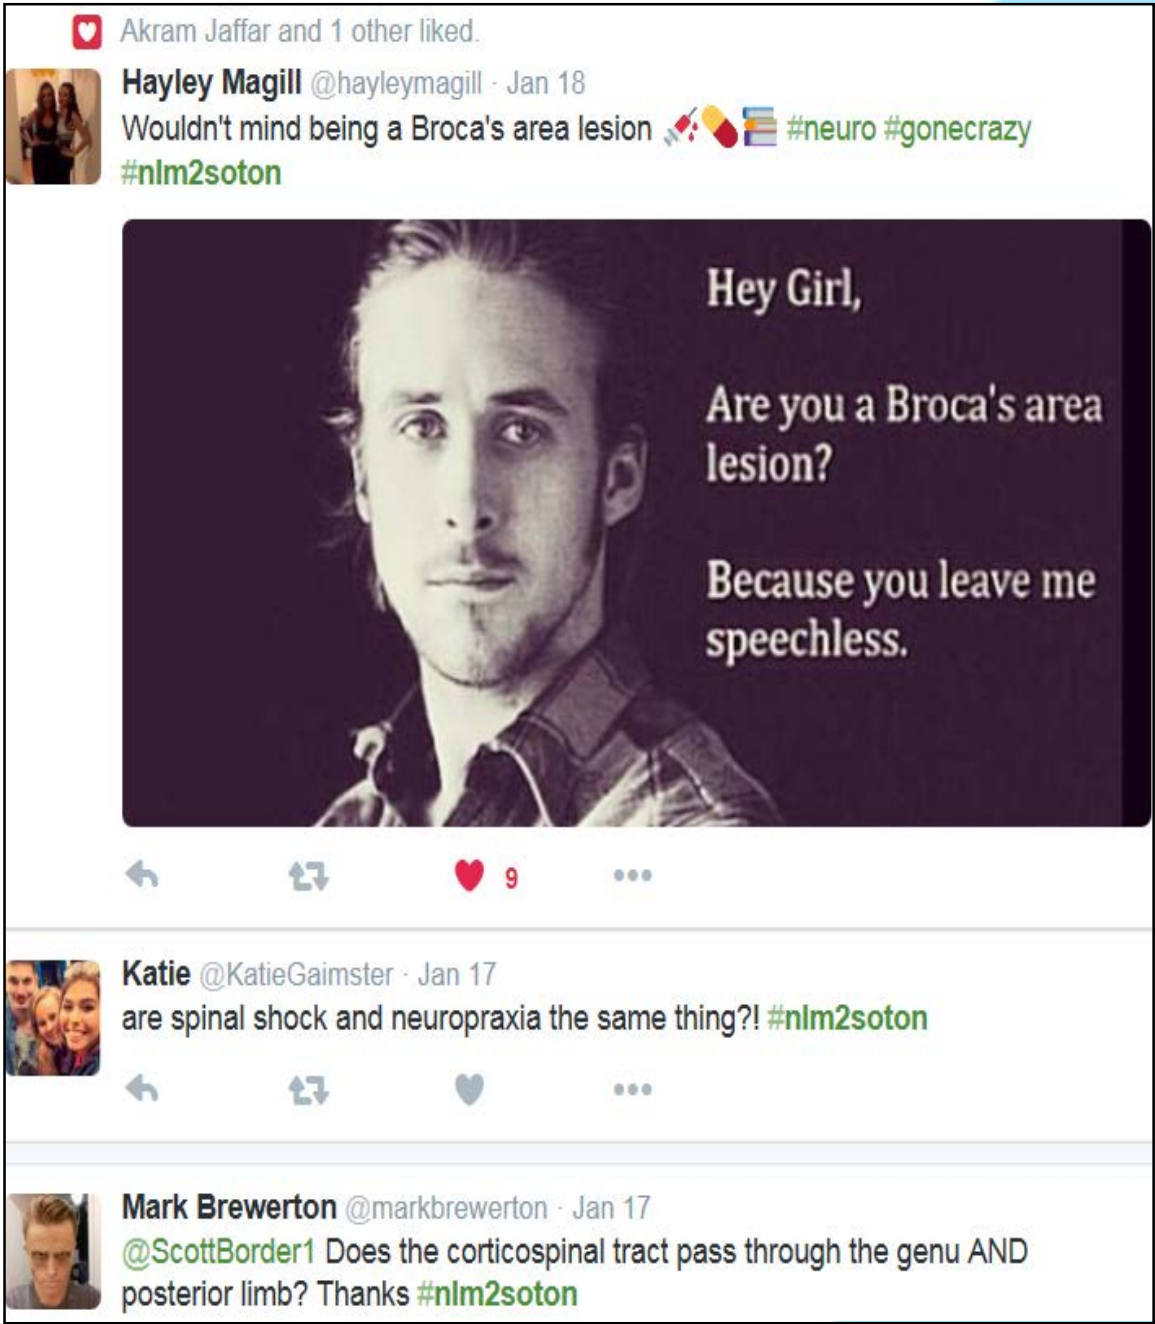 Akram Jaffar and 1 other liked.
Hayley Magill @hayleymagill · Jan 18
Wouldn't mind being a Broca's area lesion 💉💊📚 #neuro #gonecrazy
#nlm2soton
Hey Girl,
Are you a Broca's area
lesion?
Because you leave me
speechless.
9
Katie @KatieGaimster · Jan 17
are spinal shock and neuropraxia the same thing?! #nlm2soton
Mark Brewerton @markbrewerton · Jan 17
@ScottBorder1 Does the corticospinal tract pass through the genu AND
posterior limb? Thanks #nlm2soton